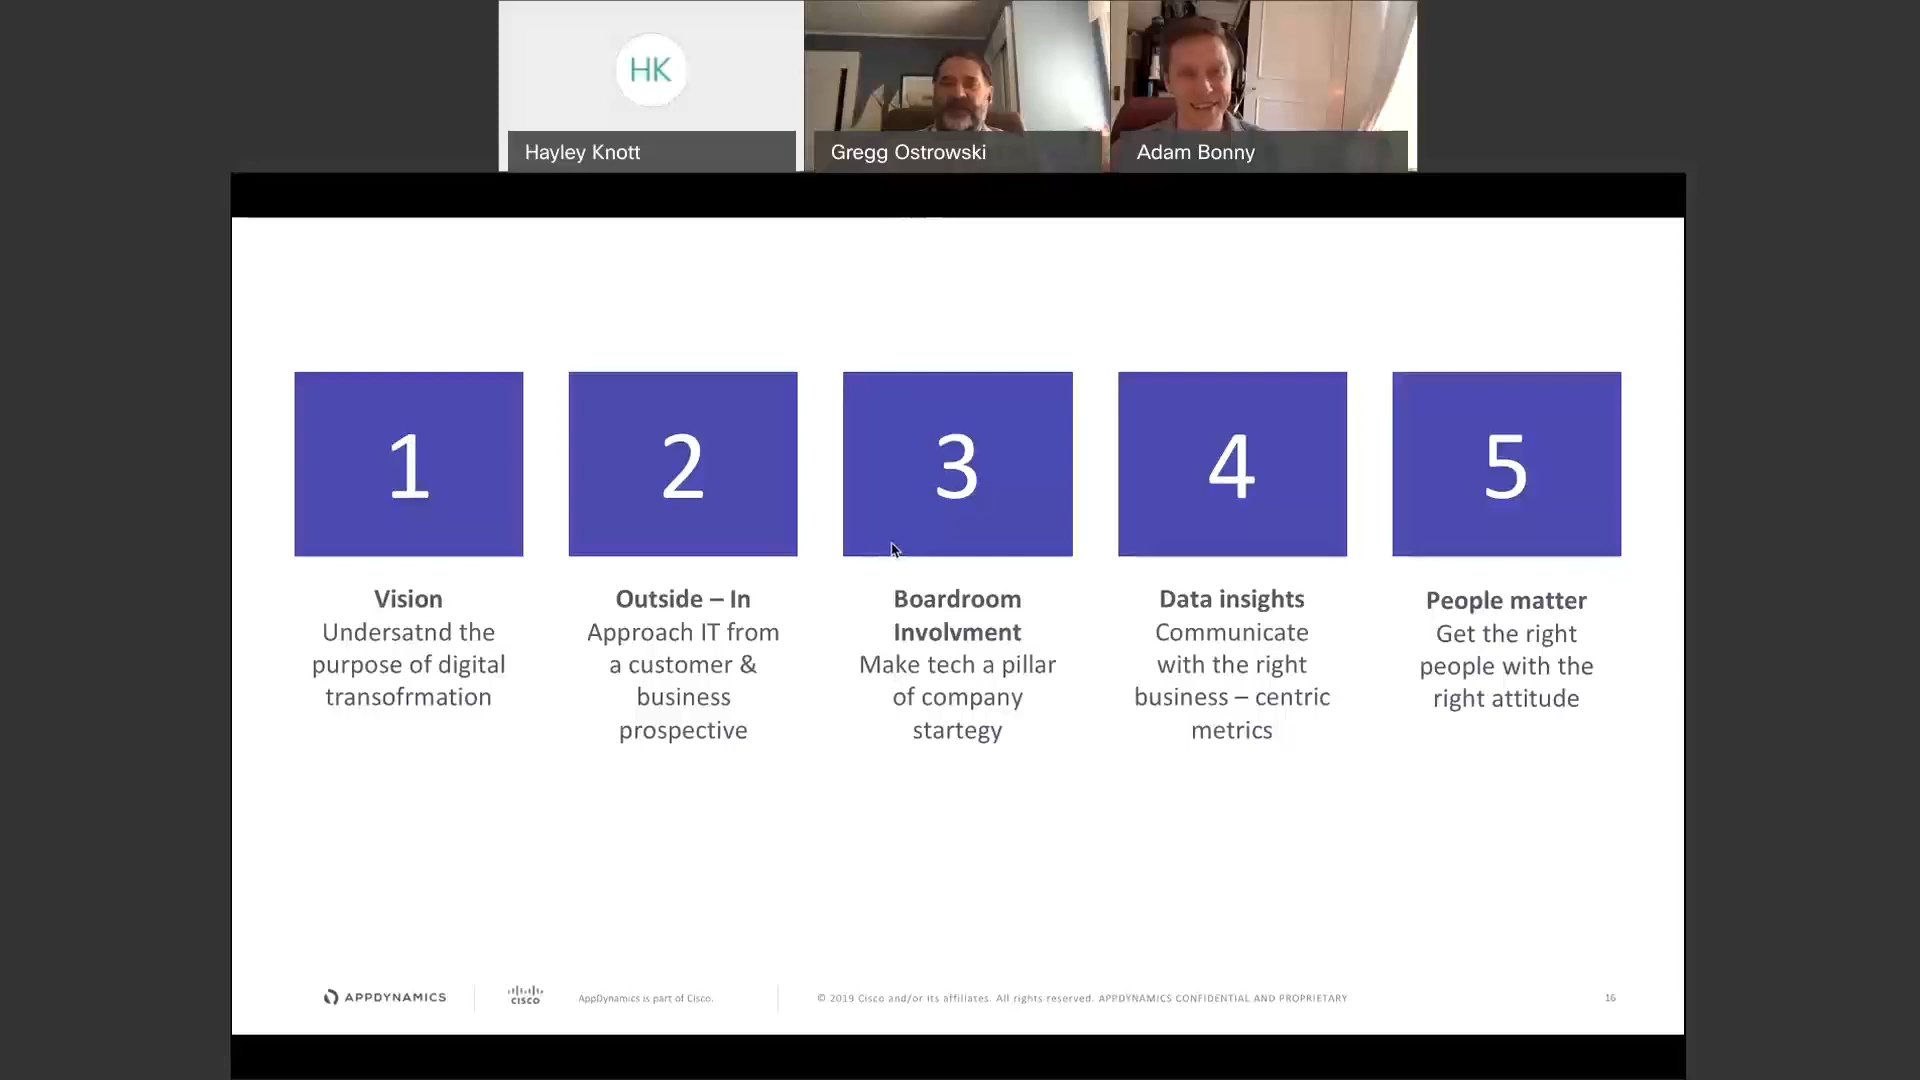 HK
Hayley Knott
Gregg Ostrowski
Adam Bonny
1
Vision
Undersatnd the
purpose of digital
transofrmation
2
Outside – In
Approach IT from
a customer &
business
prospective
3
Boardroom
Involvment
Make tech a pillar
of company
startegy
4
Data insights
Communicate
with the right
business – centric
metrics
5
People matter
Get the right
people with the
right attitude
APPDYNAMICS
CISCO
AppDynamics is part of Cisco.
© 2019 Cisco and/or its affiliates. All rights reserved. APPDYNAMICS CONFIDENTIAL AND PROPRIETARY
16